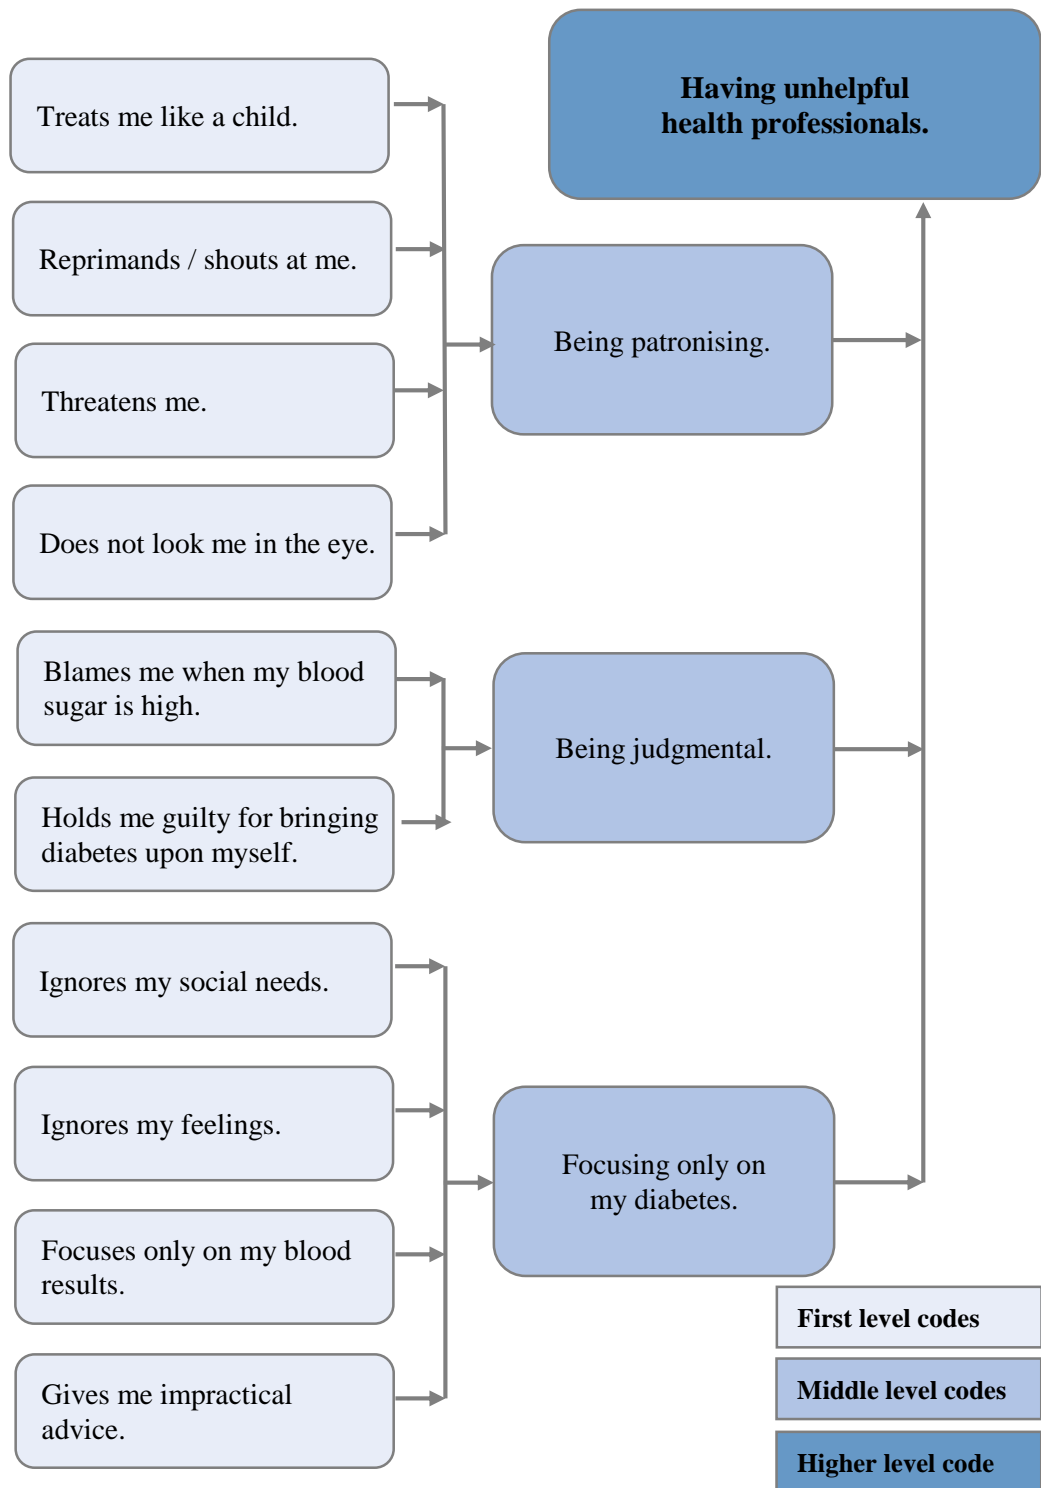 Having unhelpful
health professionals.
Treats me like a child.
Reprimands / shouts at me.
Threatens me.
Does not look me in the eye.
Being patronising.
Blames me when my blood
sugar is high.
Holds me guilty for bringing
diabetes upon myself.
Being judgmental.
Ignores my social needs.
Ignores my feelings.
Focuses only on my blood
results.
Gives me impractical
advice.
Focusing only on
my diabetes.
First level codes
Middle level codes
Higher level code